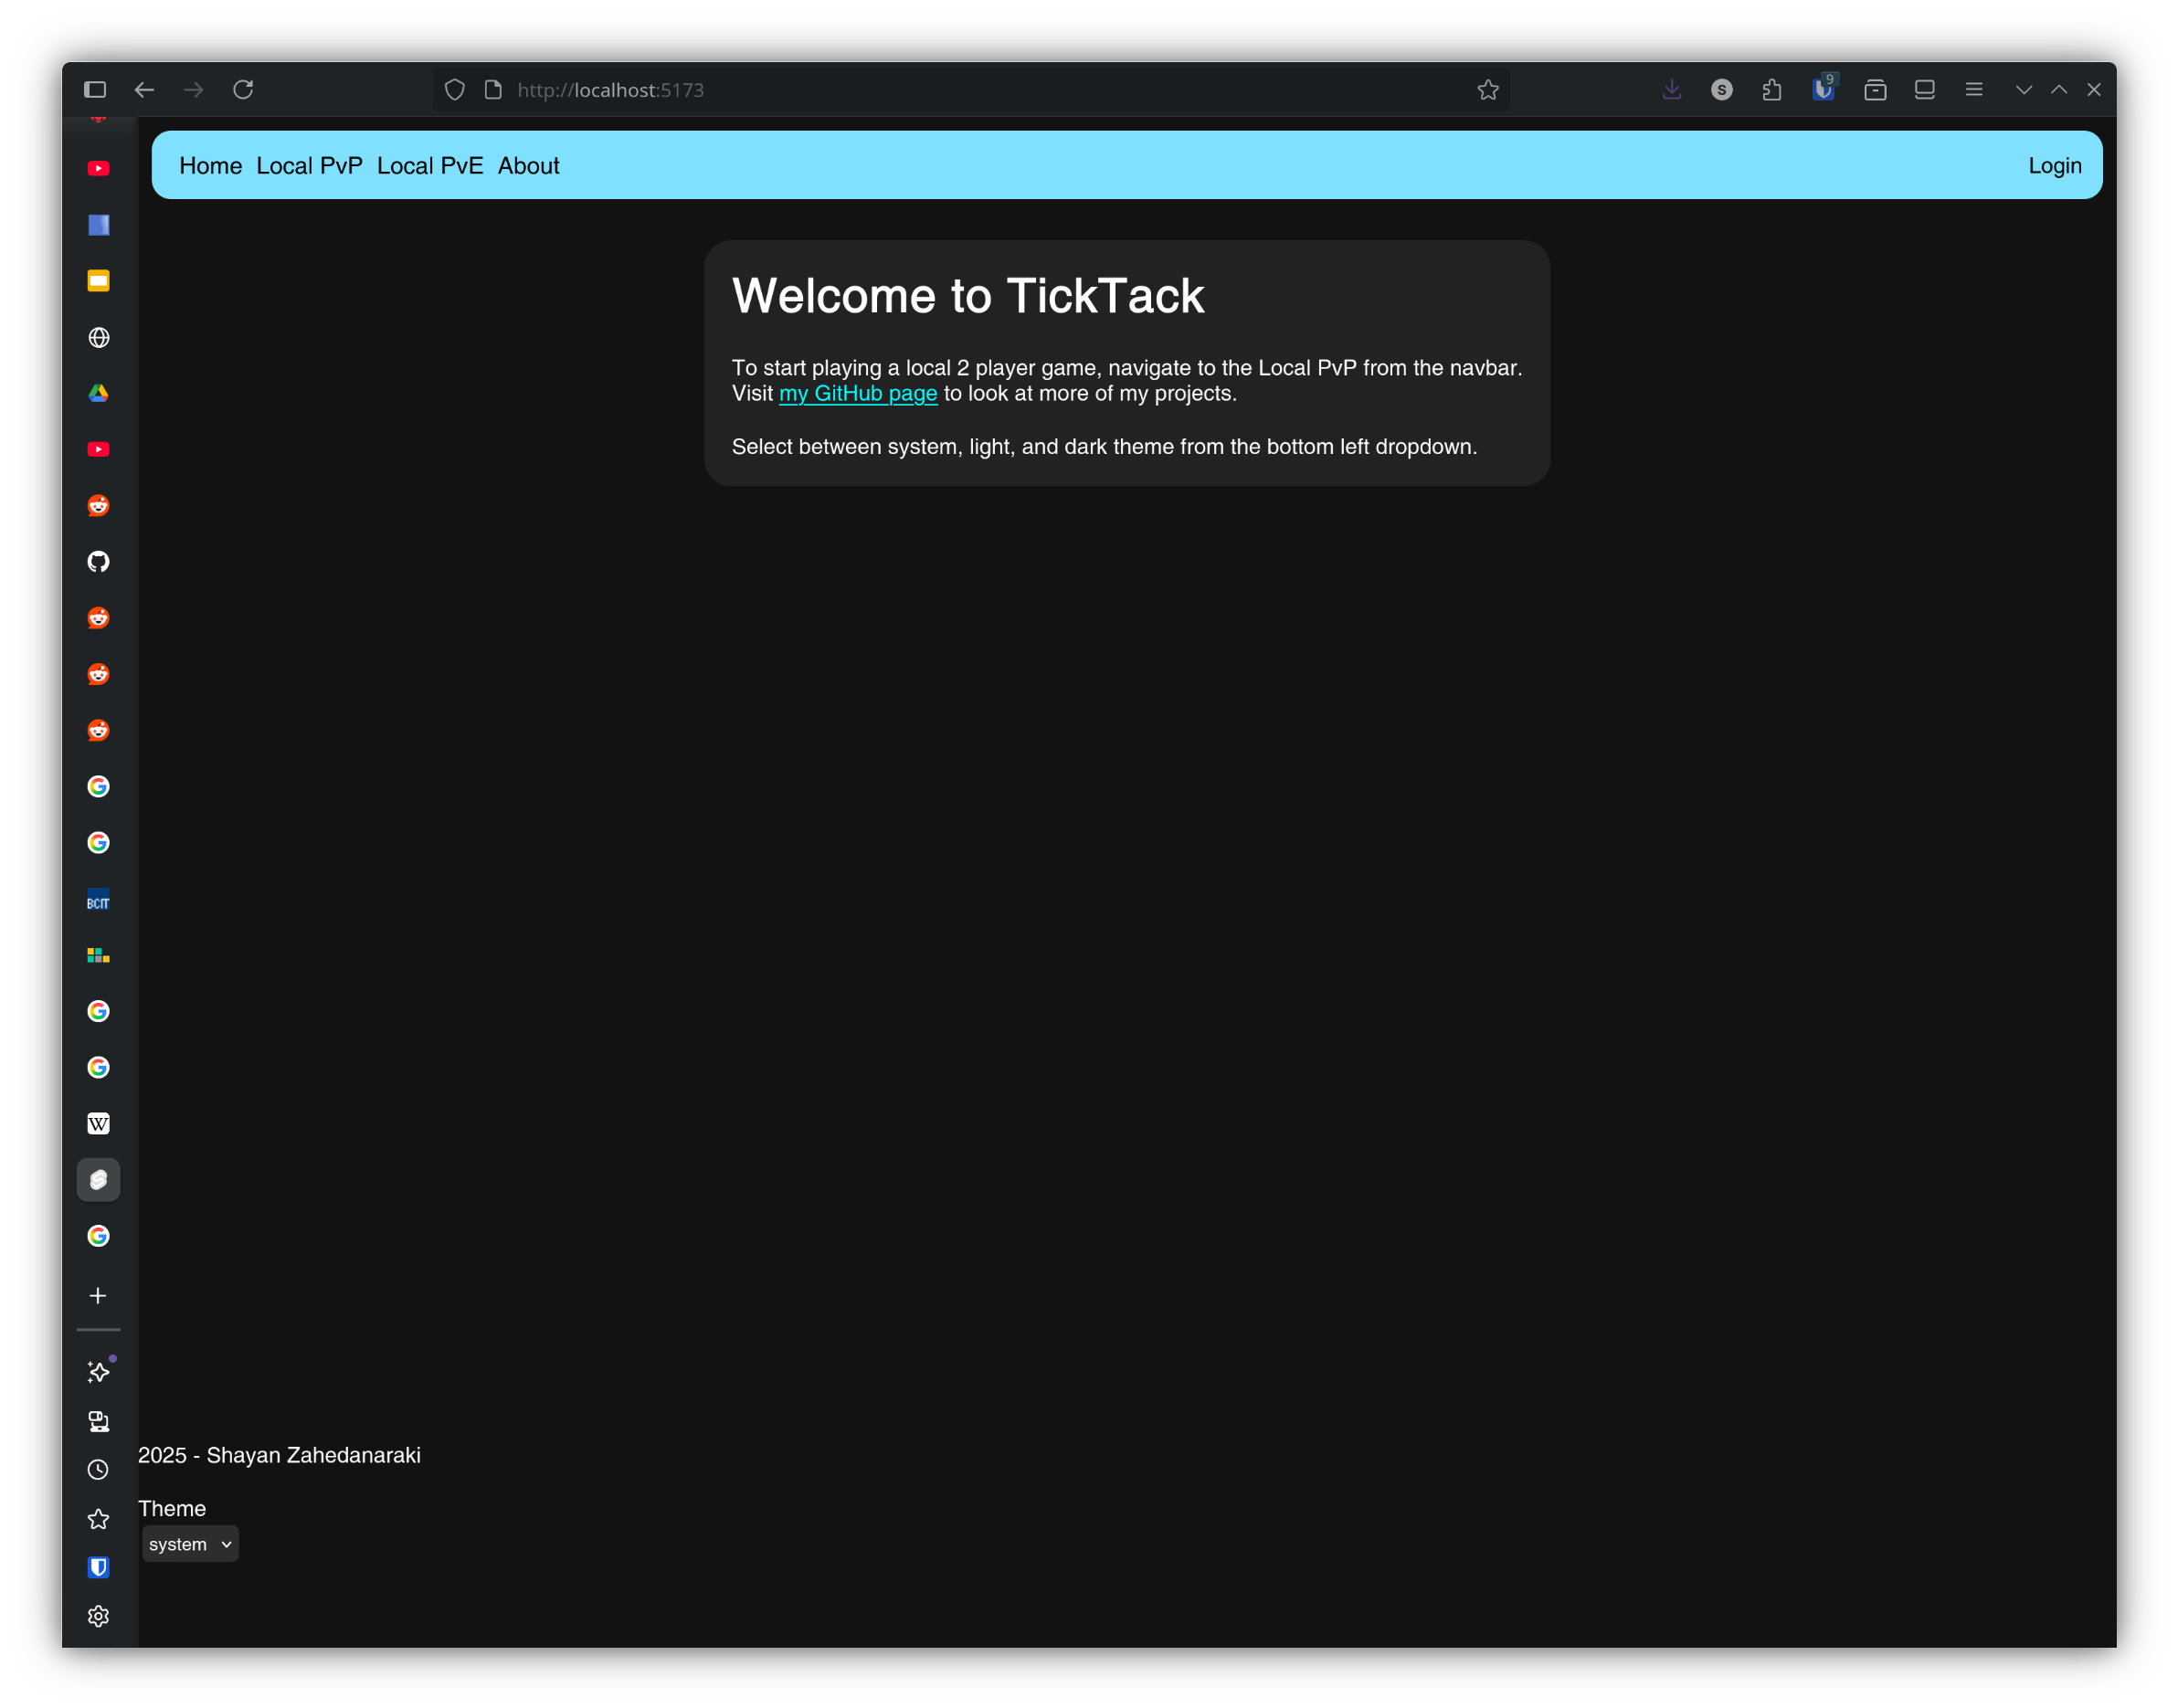 http://localhost:5173
S
9
Home Local PvP Local PvE About
Login
Welcome to TickTack
To start playing a local 2 player game, navigate to the Local PvP from the navbar.
Visit my GitHub page to look at more of my projects.
Select between system, light, and dark theme from the bottom left dropdown.
BCIT
W
2025 - Shayan Zahedanaraki
Theme
system